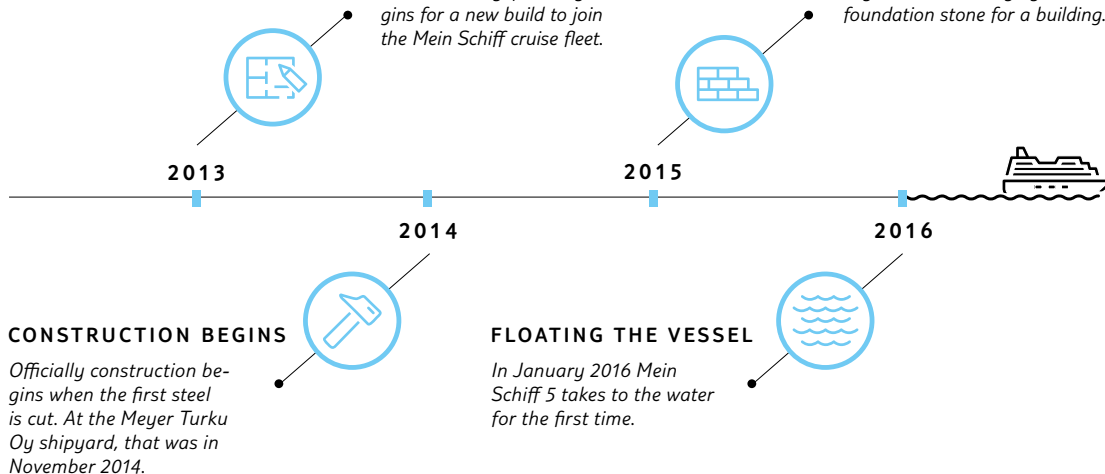 gins for a new build to join
the Mein Schiff cruise fleet.
foundation stone for a building.
2013
2015
2014
2016
CONSTRUCTION BEGINS
Officially construction be-
gins when the first steel
is cut. At the Meyer Turku
Oy shipyard, that was in
November 2014.
FLOATING THE VESSEL
In January 2016 Mein
Schiff 5 takes to the water
for the first time.